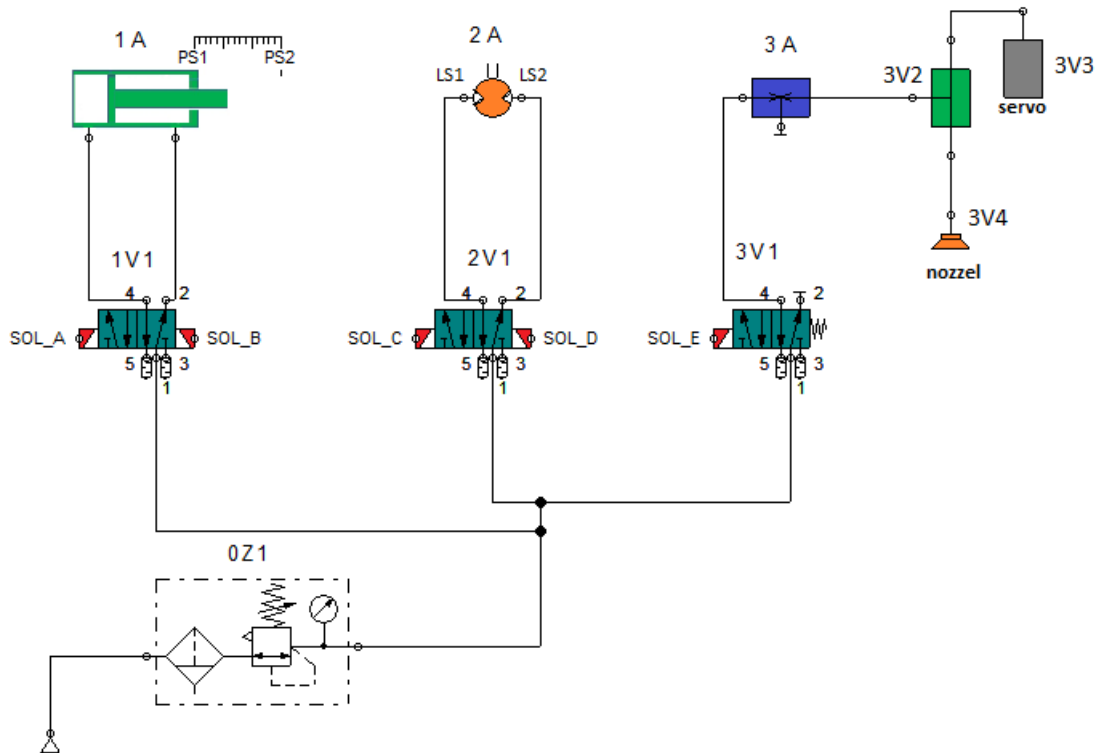 1 A
PS1 PS2
2 A
LS1 LS2
3 A
3V2
3V3
servo
3V4
nozzel
1V1
4 2
SOL_A SOL_B
5 3
1
2V1
4 2
SOL_C SOL_D
5 3
1
3V1
4 2
SOL_E
5 3
1
0Z1